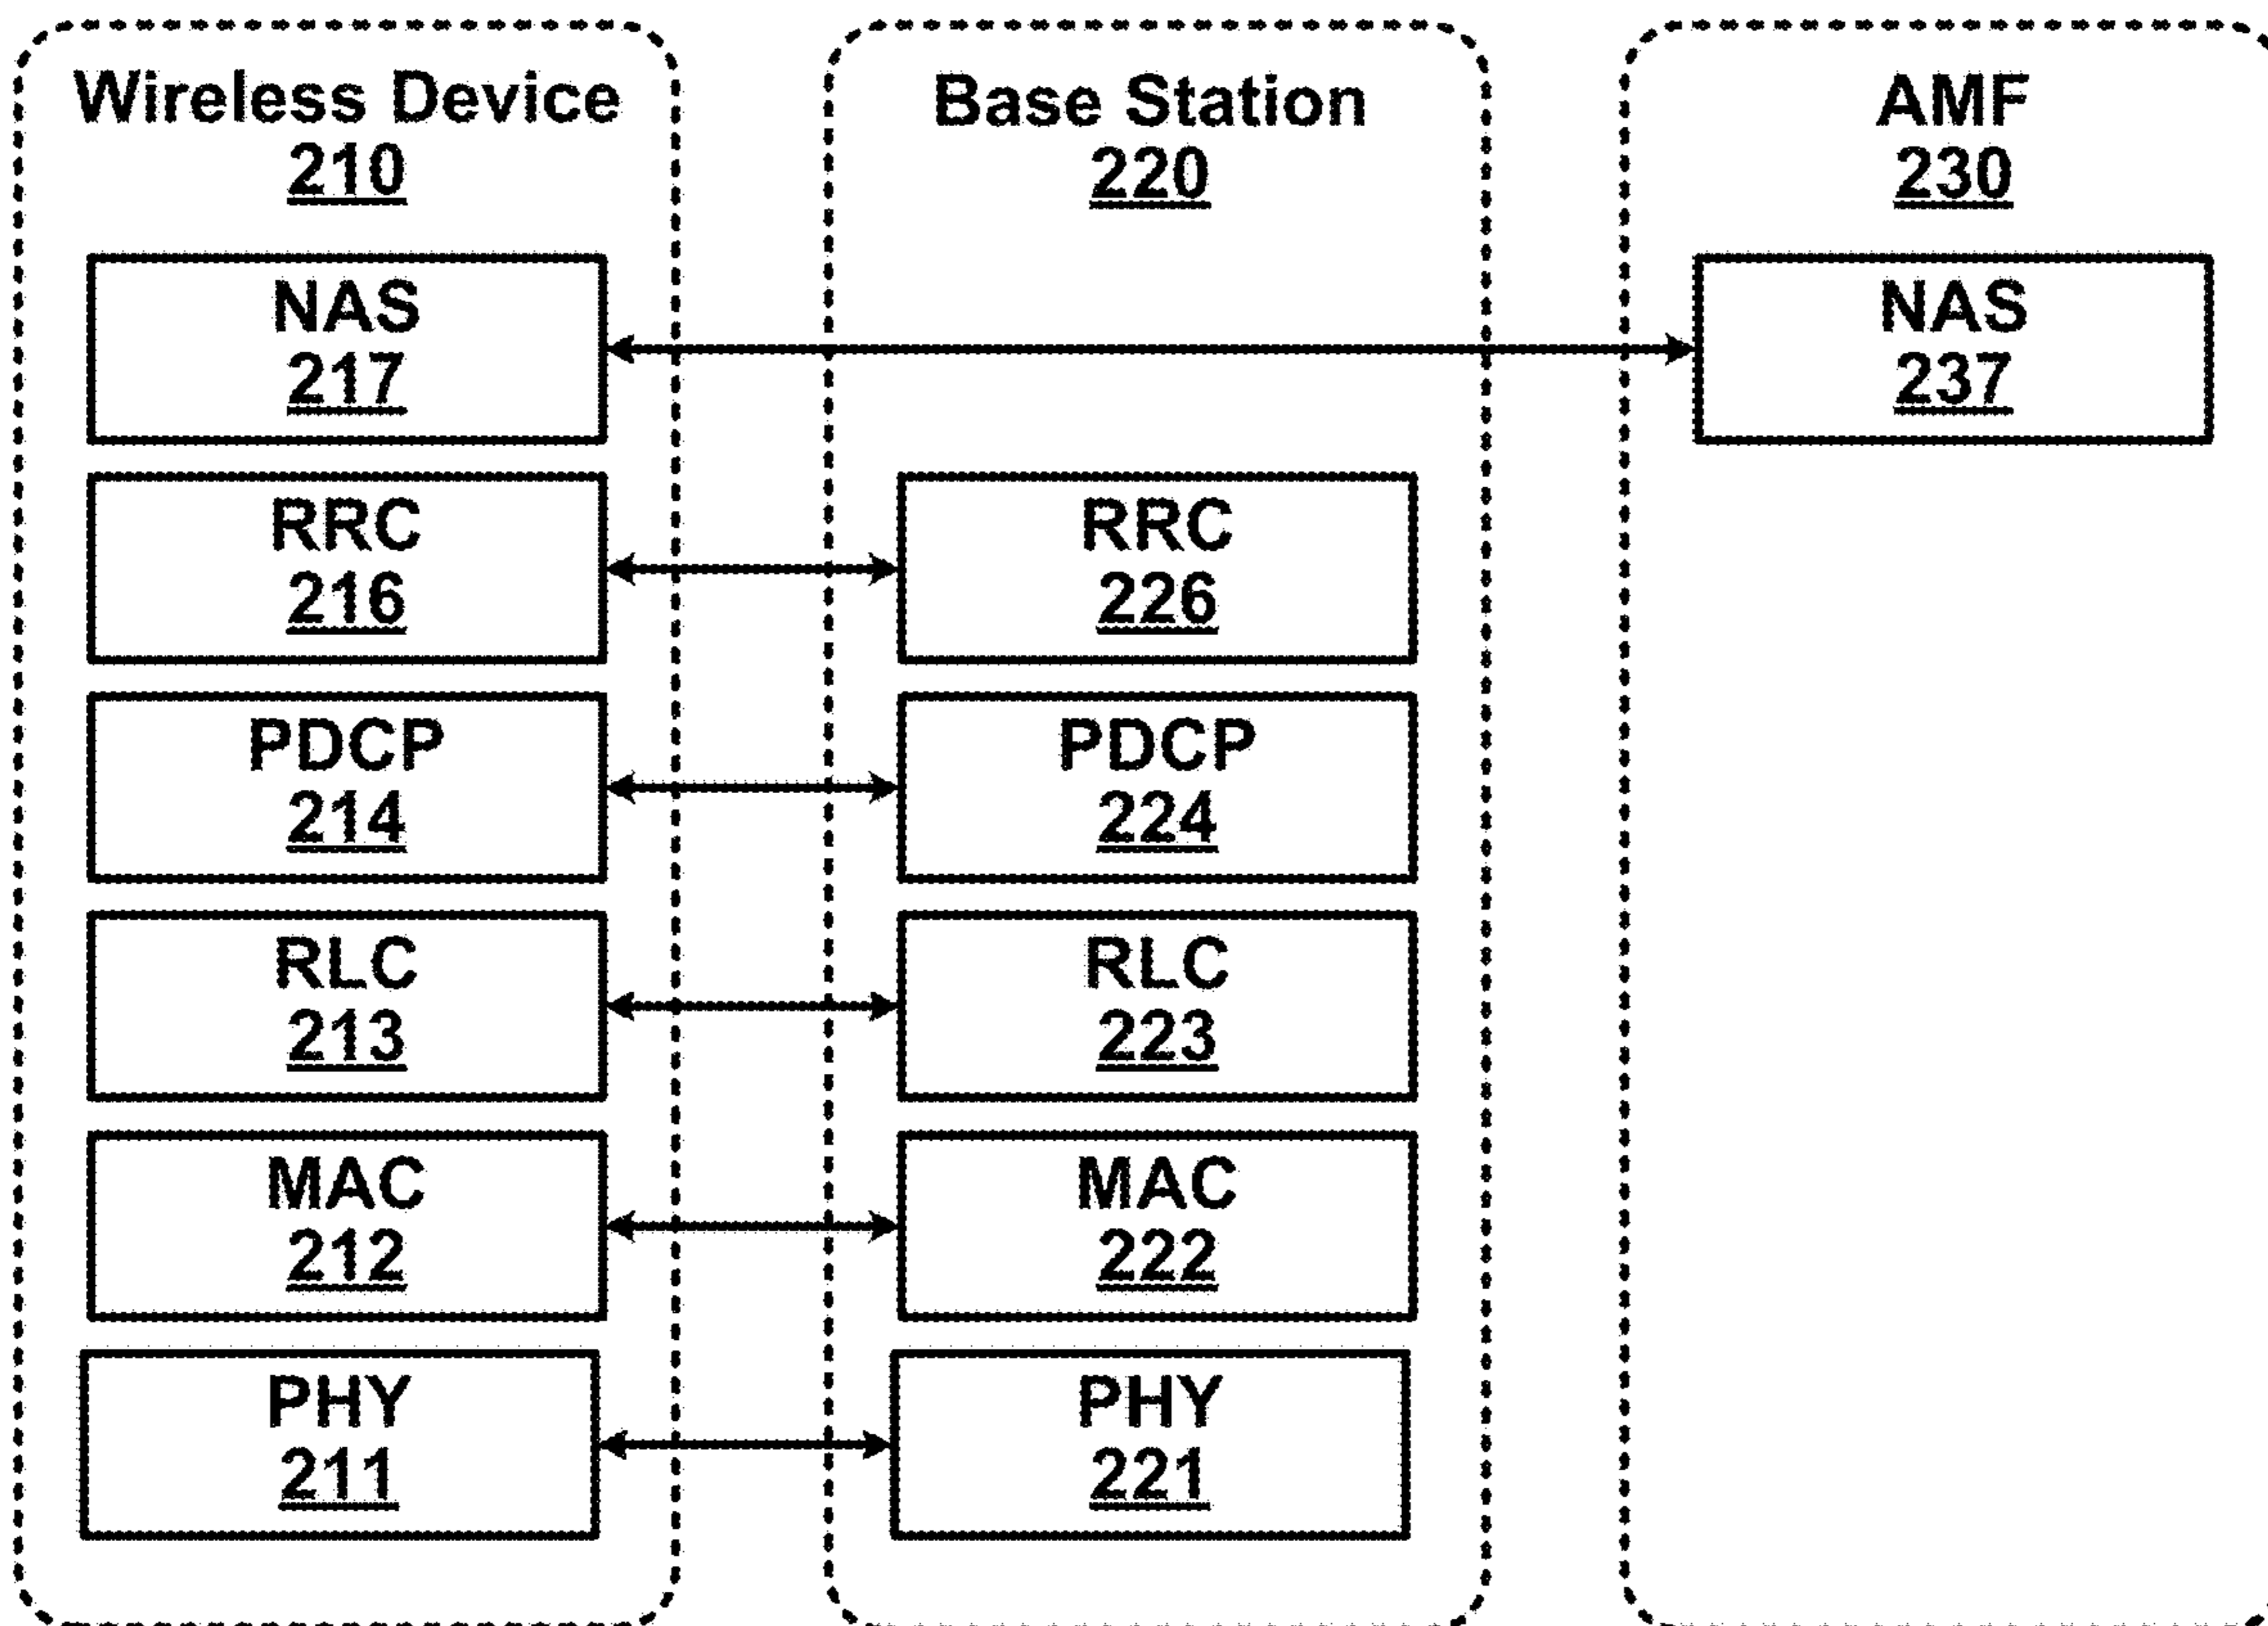 Wireless Device
210
Base Station
220
AMF
230
NAS
217
NAS
237
RRC
216
RRC
226
PDCP
214
PDCP
224
RLC
213
RLC
223
MAC
212
MAC
222
PHY
211
PHY
221